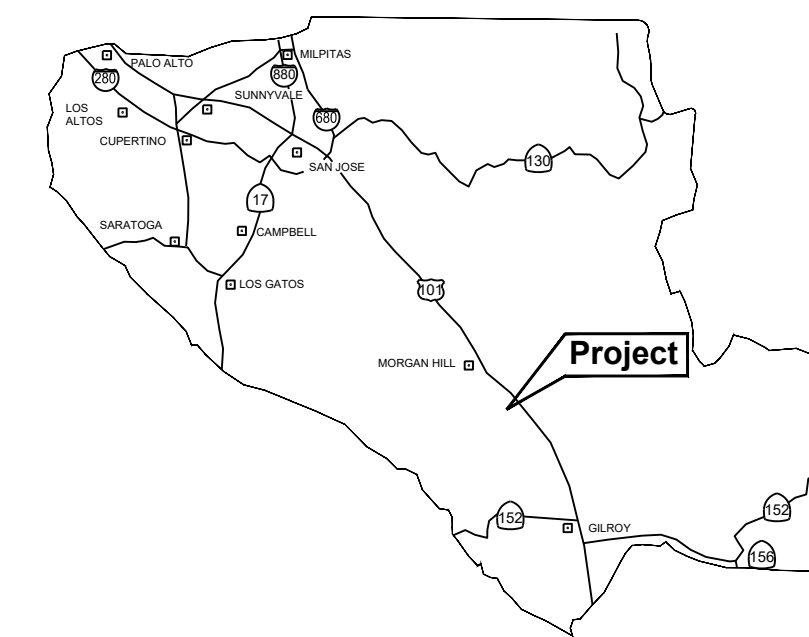 MILPITAS
PALO ALTO
280
880
SUNNYVALE
LOS
ALTOS
680
CUPERTINO
130
SAN JOSE
17
SARATOGA
CAMPBELL
LOS GATOS
101
Project
MORGAN HILL
152
152
GILROY
156